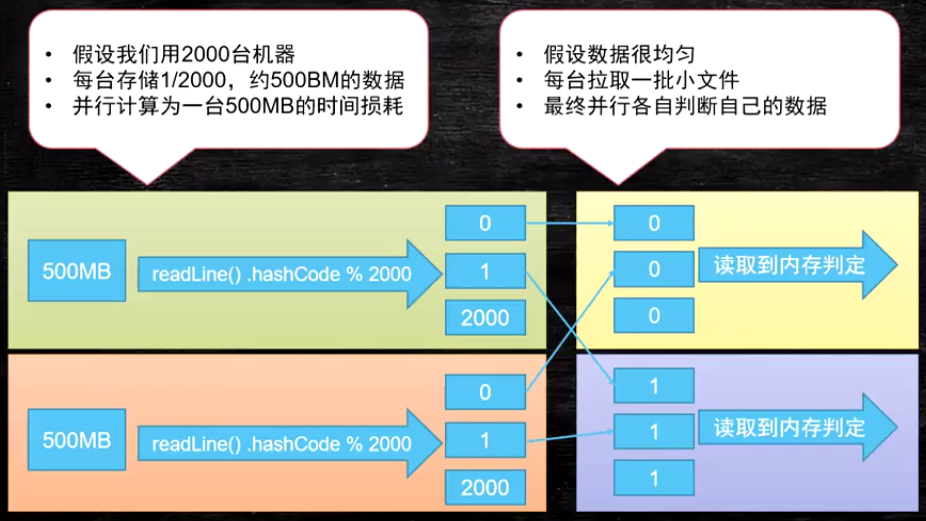 • 假设我们用2000台机器
• 每台存储1/2000，约500BM的数据
• 并行计算为一台500MB的时间损耗
• 假设数据很均匀
• 每台拉取一批小文件
• 最终并行各自判断自己的数据
500MB
readLine() .hashCode % 2000
0
1
2000
0
0
0
读取到内存判定
500MB
readLine() .hashCode % 2000
0
1
2000
1
1
1
读取到内存判定